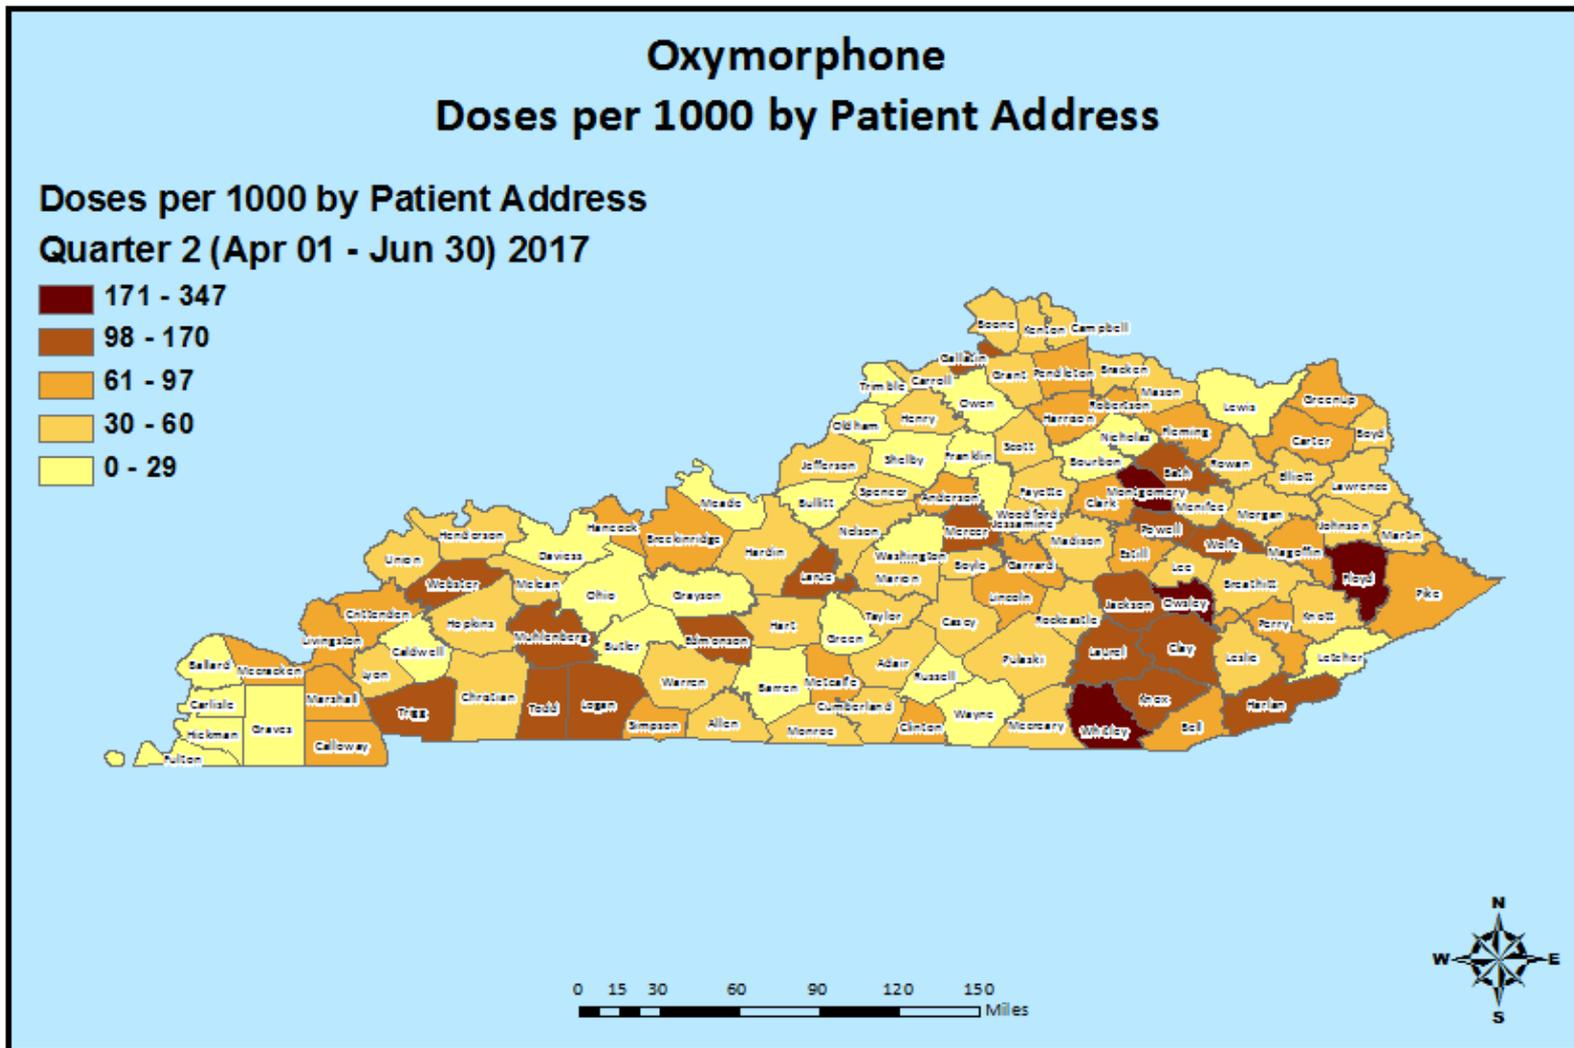 Oxymorphone
Doses per 1000 by Patient Address
Doses per 1000 by Patient Address
Quarter 2 (Apr 01 - Jun 30) 2017
171 - 347
98 - 170
61 - 97
30 - 60
0 - 29
Boone
Kenton
Campbell
Gallatin
Trimble
Carroll
Grant
Pendleton
Bracken
Mason
Owen
Lewis
Greenup
Oldham
Henry
Harrison
Robertson
Fleming
Nicholas
Carter
Boyd
Jefferson
Shelby
Franklin
Scott
Bourbon
Bath
Rowan
Elliott
Lawrence
Meade
Bullitt
Spencer
Anderson
Woodford
Fayette
Clark
Montgomery
Menifee
Morgan
Johnson
Martin
Henderson
Hancock
Breckinridge
Hardin
Nelson
Washington
Mercer
Jessamine
Madison
Powell
Estill
Wolfe
Magoffin
Floyd
Pike
Union
Daviess
Webster
Mclean
Ohio
Grayson
Larue
Marion
Boyle
Garrard
Lee
Breathitt
Crittenden
Hopkins
Muhlenberg
Butler
Edmonson
Hart
Green
Taylor
Casey
Lincoln
Rockcastle
Jackson
Owsley
Perry
Knott
Livingston
Caldwell
Ballard
Mccracken
Lyon
Warren
Barren
Metcalfe
Adair
Russell
Pulaski
Laurel
Clay
Leslie
Letcher
Carlisle
Graves
Marshal
Trigg
Christian
Todd
Logan
Simpson
Allen
Monroe
Cumberland
Clinton
Wayne
Mccreary
Whitley
Knox
Bel
Harlan
Hickman
Fulton
Calloway
N
W E
S
0 15 30 60 90 120 150
Miles